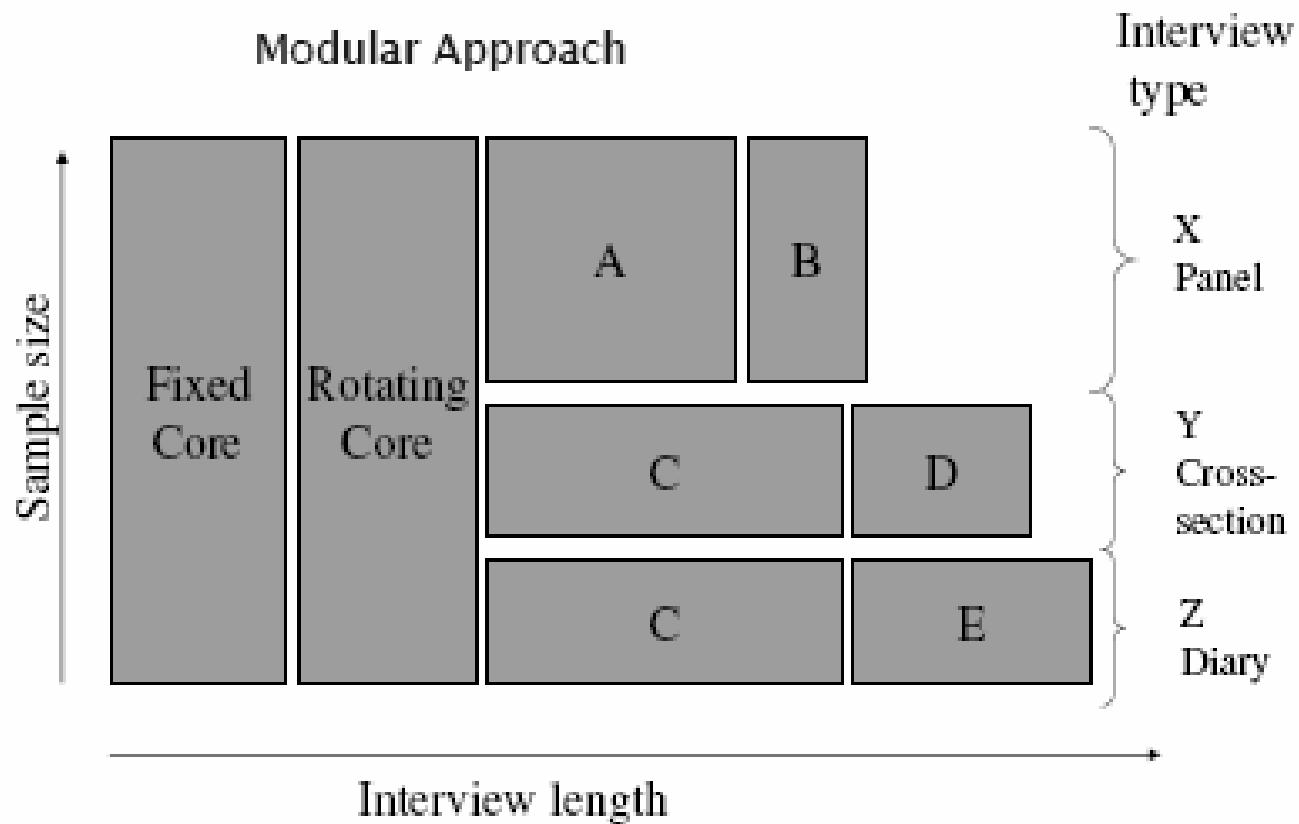 Modular Approach
Interview
type
Sample size
Fixed
Core
Rotating
Core
A
B
X
Panel
C
D
Y
Cross-
section
C
E
Z
Diary
Interview length